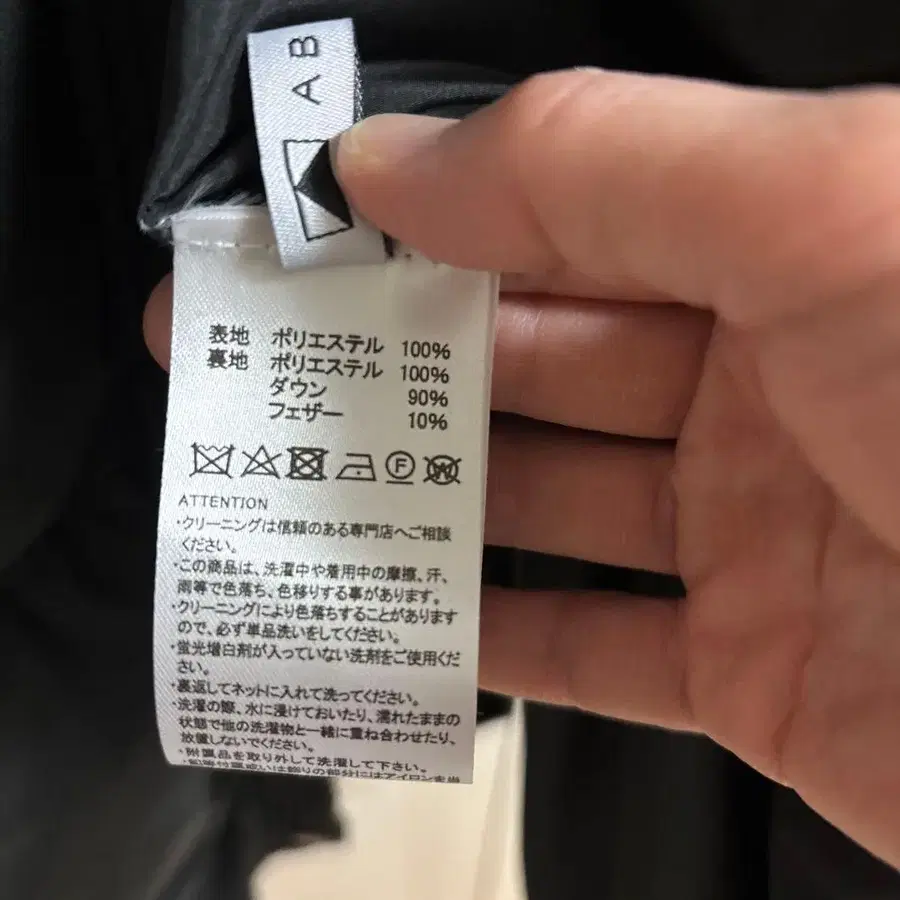 AB
表地 ポリエステル 100%
裏地 ポリエステル 100%
ダウン 90%
フェザー 10%
F W
ATTENTION
・クリーニングは信頼のある専門店へご相談
ください。
・この商品は、洗濯中や着用中の摩擦、汗、
雨等で色落ち、色移りする事があります。
・クリーニングにより色落ちすることがあります
ので、必ず単品洗いをしてください。
・蛍光増白剤が入っていない洗剤をご使用くだ
さい。
・裏返してネットに入れて洗ってください。
・洗濯の際、水に浸けておいたり、濡れたままの
状態で他の洗濯物と一緒に重ね合わせたり、
放置しないでください。
・附属品を取り外して洗濯して下さい。
の部分にはアイロンを